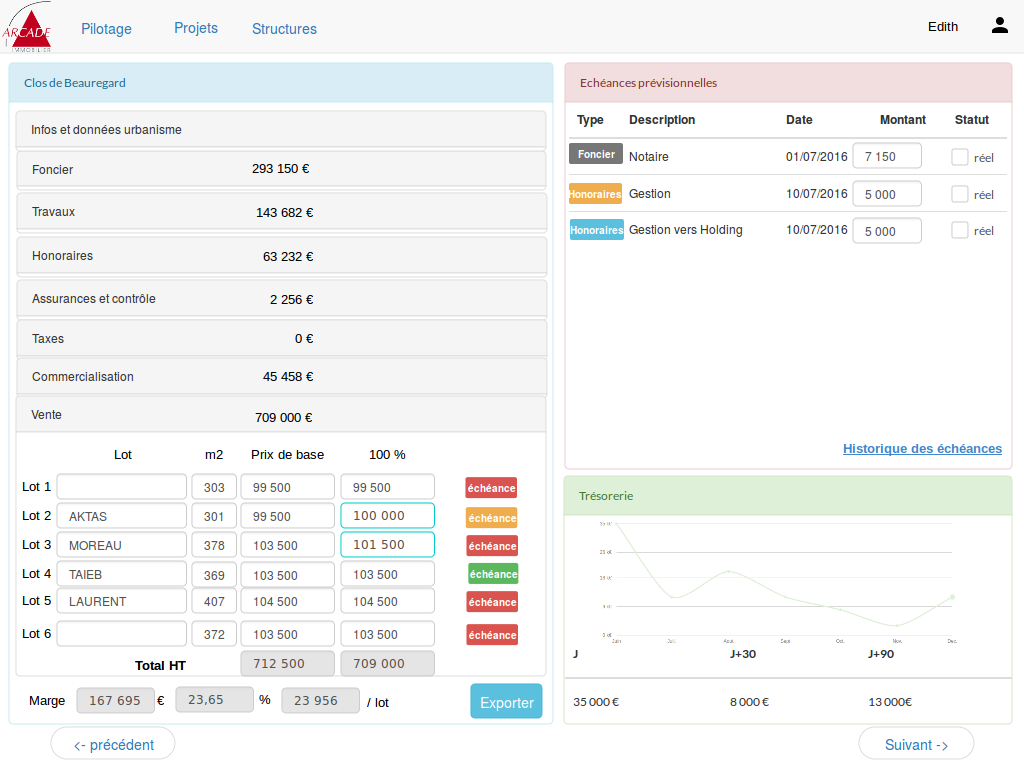 ARCADE
IMMOBILIER
Pilotage
Projets
Structures
Edith
Clos de Beauregard
Infos et données urbanisme
Foncier 293 150 €
Travaux 143 682 €
Honoraires 63 232 €
Assurances et contrôle 2 256 €
Taxes 0 €
Commercialisation 45 458 €
Vente 709 000 €
Lot m2 Prix de base 100 %
Lot 1 303 99 500 99 500 échéance
Lot 2 AKTAS 301 99 500 100 000 échéance
Lot 3 MOREAU 378 103 500 101 500 échéance
Lot 4 TAIEB 369 103 500 103 500 échéance
Lot 5 LAURENT 407 104 500 104 500 échéance
Lot 6 372 103 500 103 500 échéance
Total HT 712 500 709 000
Marge 167 695 € 23,65 % 23 956 / lot
Exporter
<- précédent
Echéances prévisionnelles
Type Description Date Montant Statut
Foncier Notaire 01/07/2016 7 150 réel
Honoraires Gestion 10/07/2016 5 000 réel
Honoraires Gestion vers Holding 10/07/2016 5 000 réel
Historique des échéances
Trésorerie
Juin Juil. Aout Sept Oct. Nov. Dec.
J J+30 J+90
35 000 € 8 000 € 13 000€
Suivant ->